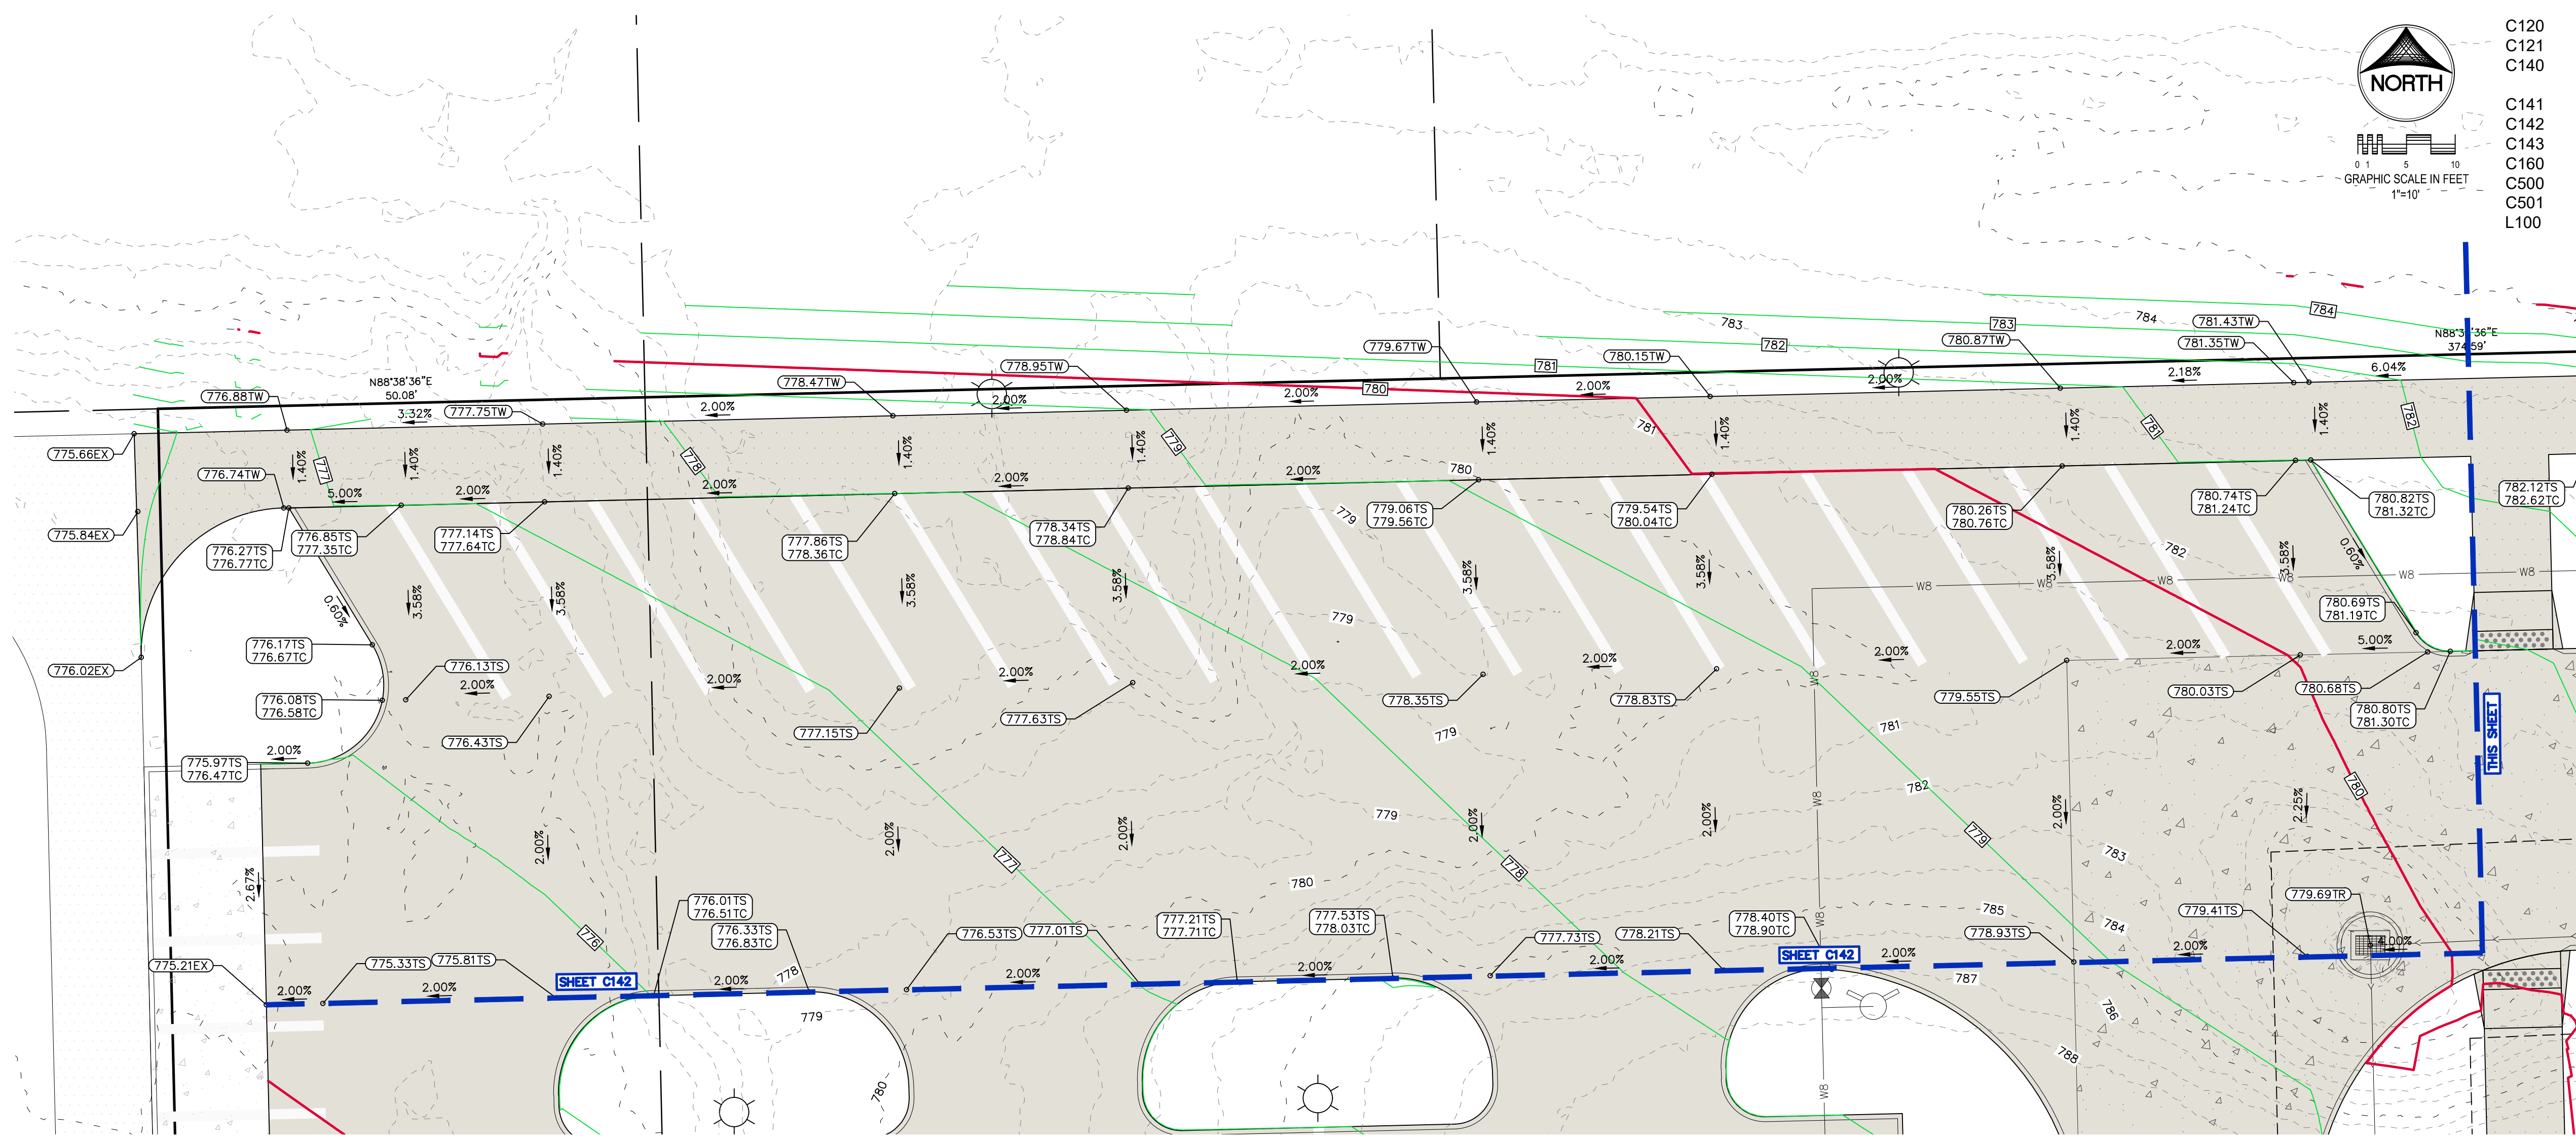 C120
C121
C140
C141
C142
C143
C160
C500
C501
L100
NORTH
0 1 5 10
GRAPHIC SCALE IN FEET
1"=10'
783
784
783
784
782
781
780
781.43TW
781.35TW
780.87TW
780.15TW
779.67TW
778.95TW
778.47TW
777.75TW
776.88TW
N88°38'36"E
50.08'
374.59'
3.32%
2.00%
2.00%
2.00%
2.00%
2.00%
2.18%
6.04%
775.66EX
776.74TW
775.84EX
776.02EX
777
778
779
780
781
781
782
1.40%
1.40%
1.40%
1.40%
1.40%
1.40%
1.40%
1.40%
1.40%
5.00%
2.00%
2.00%
2.00%
2.00%
776.27TS
776.77TC
776.85TS
777.35TC
777.14TS
777.64TC
777.86TS
778.36TC
778.34TS
778.84TC
779.06TS
779.56TC
779.54TS
780.04TC
780.26TS
780.76TC
780.74TS
781.24TC
780.82TS
781.32TC
782.12TS
782.62TC
779
779
782
0.60%
3.58%
3.58%
3.58%
3.58%
3.58%
3.58%
3.58%
3.58%
0.60%
W8
W8
W8
W8
W8
W8
W8
W8
W8
W8
776.17TS
776.67TC
776.08TS
776.58TC
776.13TS
776.43TS
777.15TS
777.63TS
778.35TS
778.83TS
779.55TS
780.03TS
780.68TS
780.69TS
781.19TC
780.80TS
781.30TC
2.00%
2.00%
2.00%
2.00%
2.00%
2.00%
2.00%
5.00%
775.97TS
776.47TC
2.00%
779
781
782
779
780
783
784
785
THIS SHEET
780
779
778
777
776
2.67%
2.00%
2.00%
2.00%
2.00%
2.00%
2.00%
2.25%
776.01TS
776.51TC
776.33TS
776.83TC
776.53TS
777.01TS
777.21TS
777.71TC
777.53TS
778.03TC
777.73TS
778.21TS
778.40TS
778.90TC
778.93TS
779.41TS
779.69TR
775.21EX
775.33TS
775.81TS
SHEET C142
SHEET C142
2.00%
2.00%
2.00%
2.00%
2.00%
2.00%
2.00%
2.00%
778
779
780
787
786
788